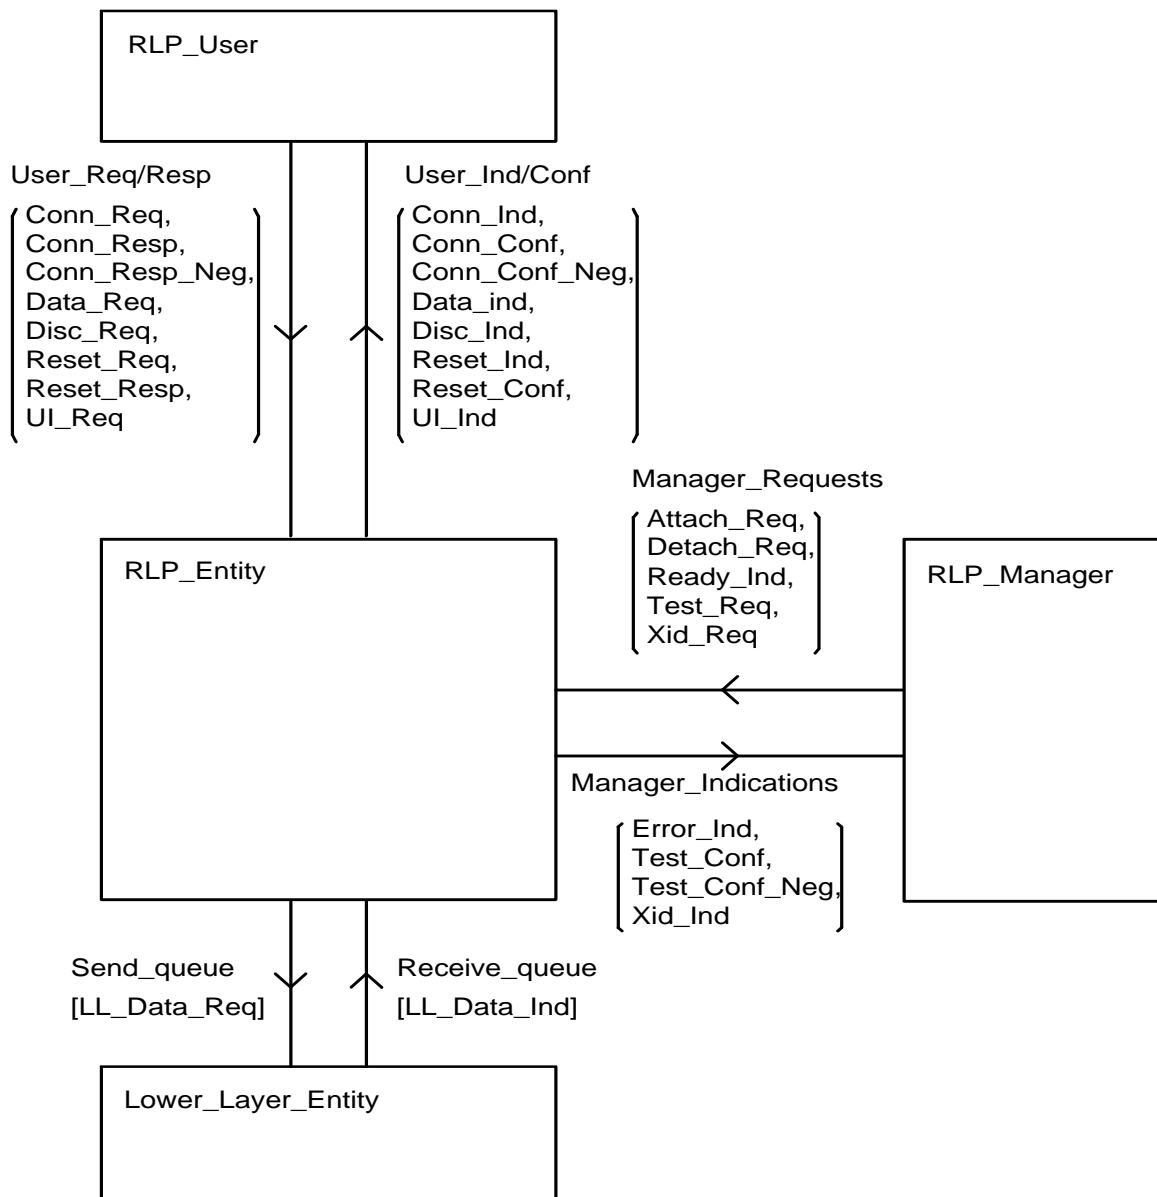 RLP_User
User_Req/Resp
Conn_Req,
Conn_Resp,
Conn_Resp_Neg,
Data_Req,
Disc_Req,
Reset_Req,
Reset_Resp,
UI_Req
User_Ind/Conf
Conn_Ind,
Conn_Conf,
Conn_Conf_Neg,
Data_ind,
Disc_Ind,
Reset_Ind,
Reset_Conf,
UI_Ind
Manager_Requests
Attach_Req,
Detach_Req,
Ready_Ind,
Test_Req,
Xid_Req
RLP_Entity
RLP_Manager
Manager_Indications
Error_Ind,
Test_Conf,
Test_Conf_Neg,
Xid_Ind
Send_queue
[LL_Data_Req]
Receive_queue
[LL_Data_Ind]
Lower_Layer_Entity